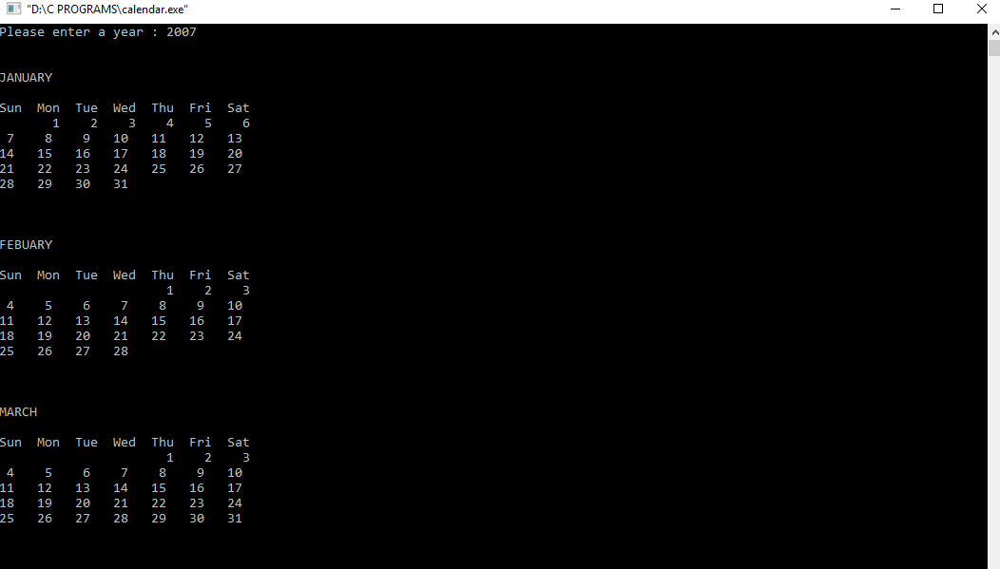 "D:\C PROGRAMS\calendar.exe"
Please enter a year : 2007
JANUARY
Sun  Mon  Tue  Wed  Thu  Fri  Sat
       1    2    3    4    5    6
 7    8    9   10   11   12   13
14   15   16   17   18   19   20
21   22   23   24   25   26   27
28   29   30   31
FEBUARY
Sun  Mon  Tue  Wed  Thu  Fri  Sat
                      1    2    3
 4    5    6    7    8    9   10
11   12   13   14   15   16   17
18   19   20   21   22   23   24
25   26   27   28
MARCH
Sun  Mon  Tue  Wed  Thu  Fri  Sat
                      1    2    3
 4    5    6    7    8    9   10
11   12   13   14   15   16   17
18   19   20   21   22   23   24
25   26   27   28   29   30   31